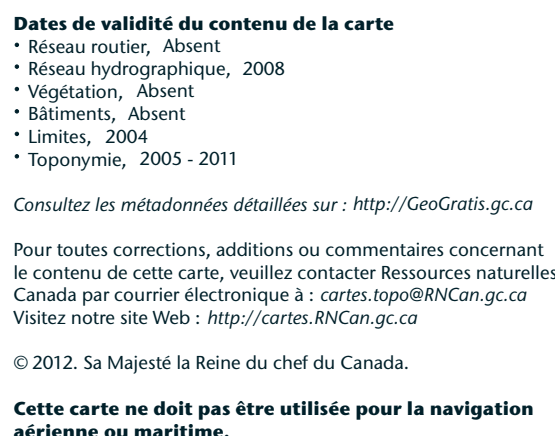 Dates de validité du contenu de la carte
• Réseau routier, Absent
• Réseau hydrographique, 2008
• Végétation, Absent
• Bâtiments, Absent
• Limites, 2004
• Toponymie, 2005 - 2011
Consultez les métadonnées détaillées sur : http://GeoGratis.gc.ca
Pour toutes corrections, additions ou commentaires concernant
le contenu de cette carte, veuillez contacter Ressources naturelles
Canada par courrier électronique à : cartes.topo@RNCan.gc.ca
Visitez notre site Web : http://cartes.RNCan.gc.ca
© 2012. Sa Majesté la Reine du chef du Canada.
Cette carte ne doit pas être utilisée pour la navigation
aérienne ou maritime.